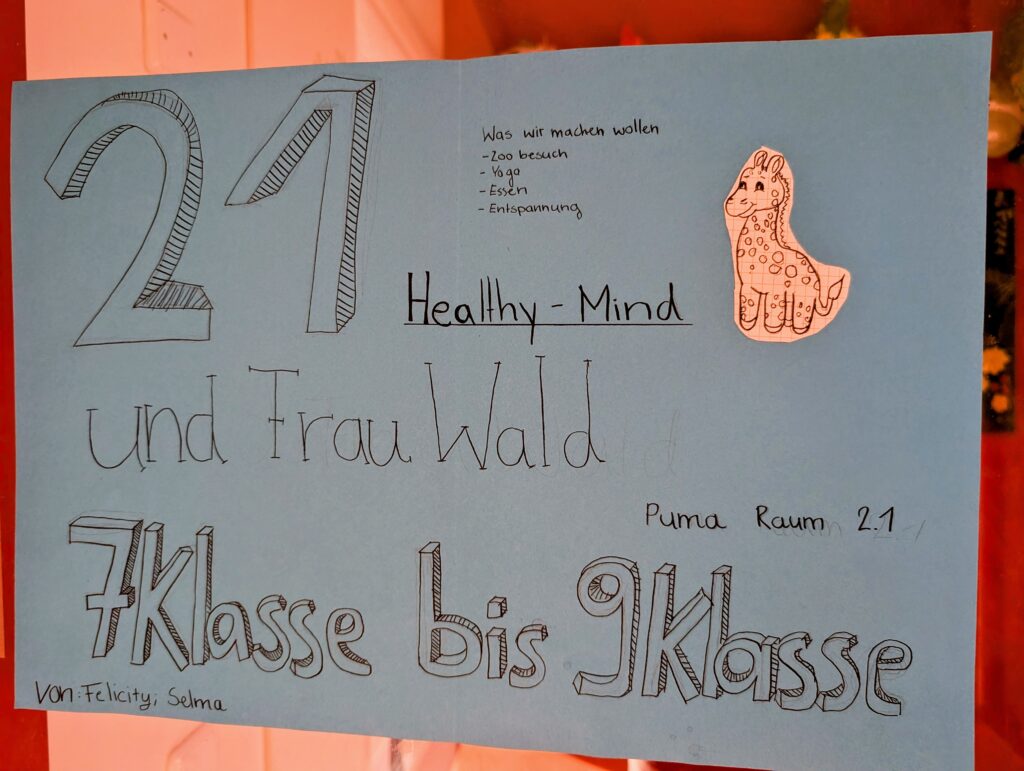 21
Was wir machen wollen
- Zoo besuch
- Yoga
- Essen
- Entspannung
Healthy - Mind
und Frau Wald
Puma Raum 2.1
7Klasse bis 9Klasse
Von: Felicity; Selma